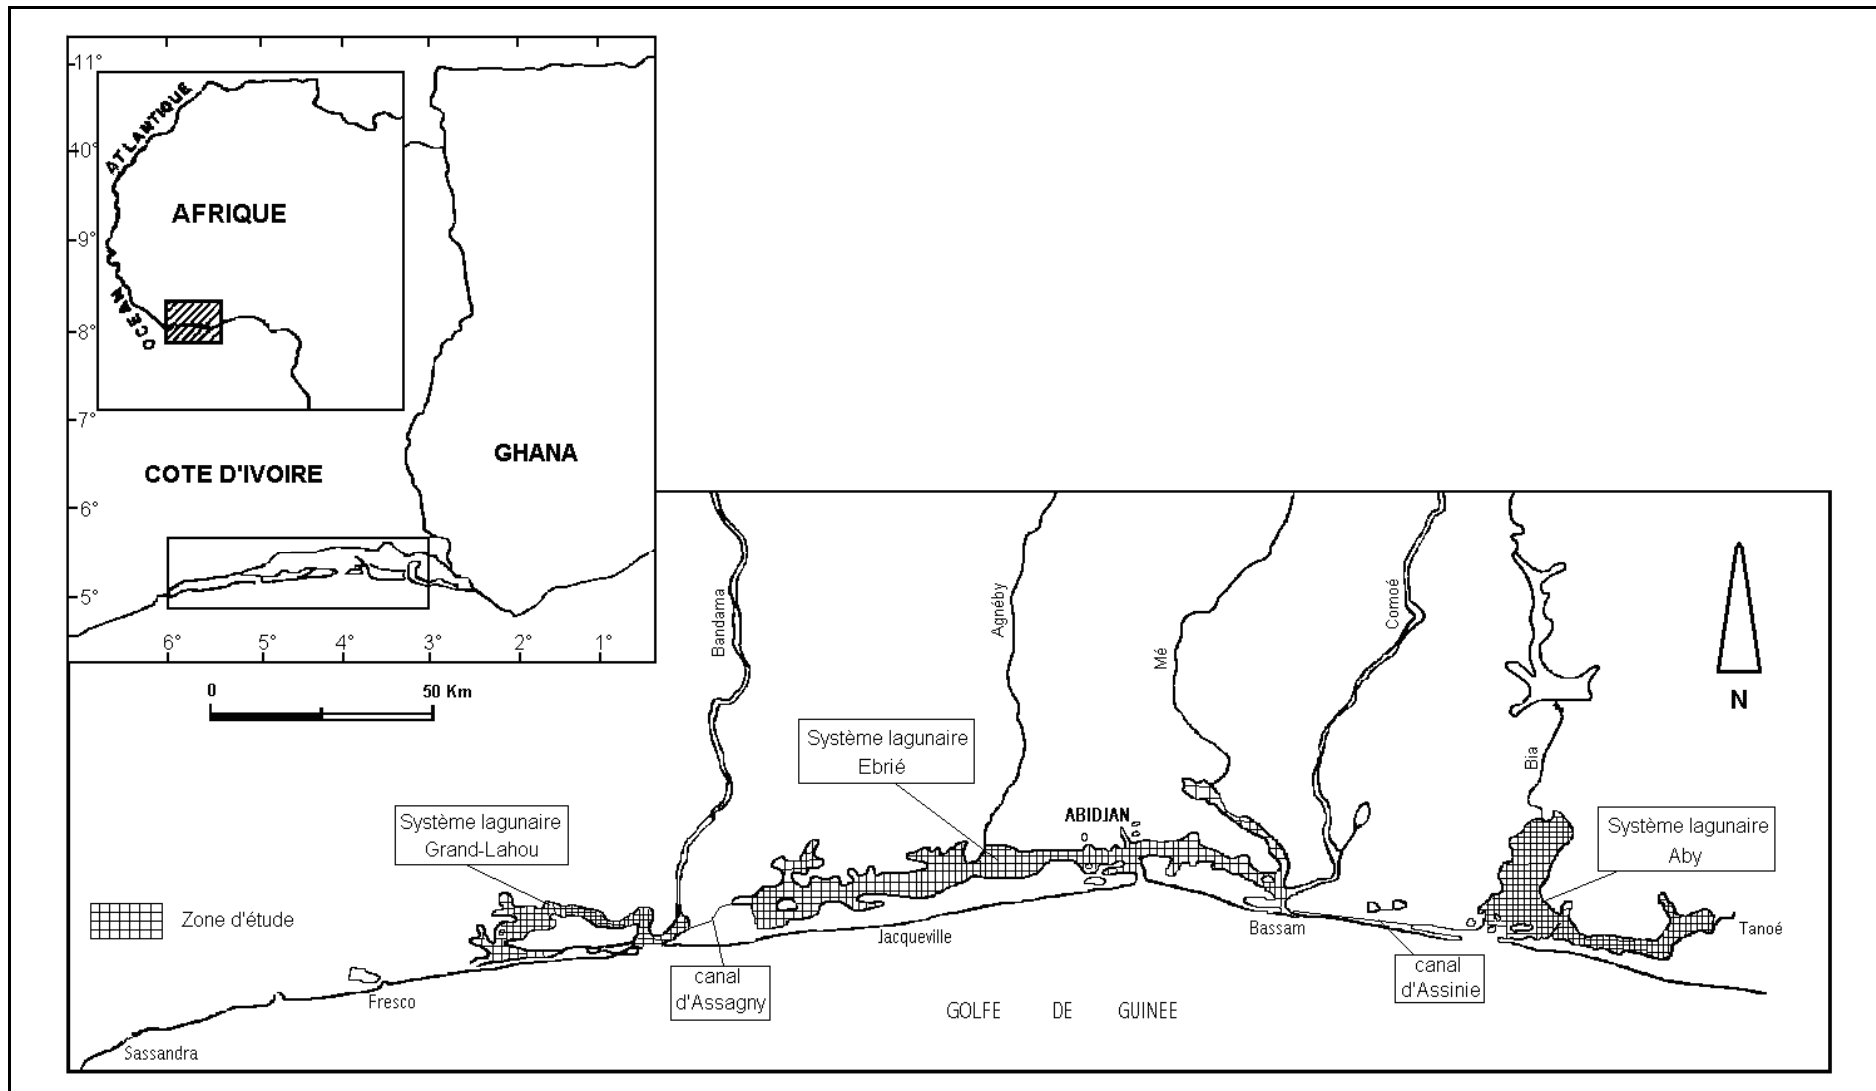 11°
10°
9°
8°
7°
6°
5°
OCEAN ATLANTIQUE
AFRIQUE
COTE D'IVOIRE
GHANA
6° 5° 4° 3° 2° 1°
0 50 Km
Bandama
Agnéby
Mé
Comoé
Bia
N
Système lagunaire
Ebrié
ABIDJAN
Système lagunaire
Grand-Lahou
Système lagunaire
Aby
Zone d'étude
Jacqueville
Bassam
Tanoé
canal
d'Assagny
canal
d'Assinie
Fresco
GOLFE DE GUINEE
Sassandra